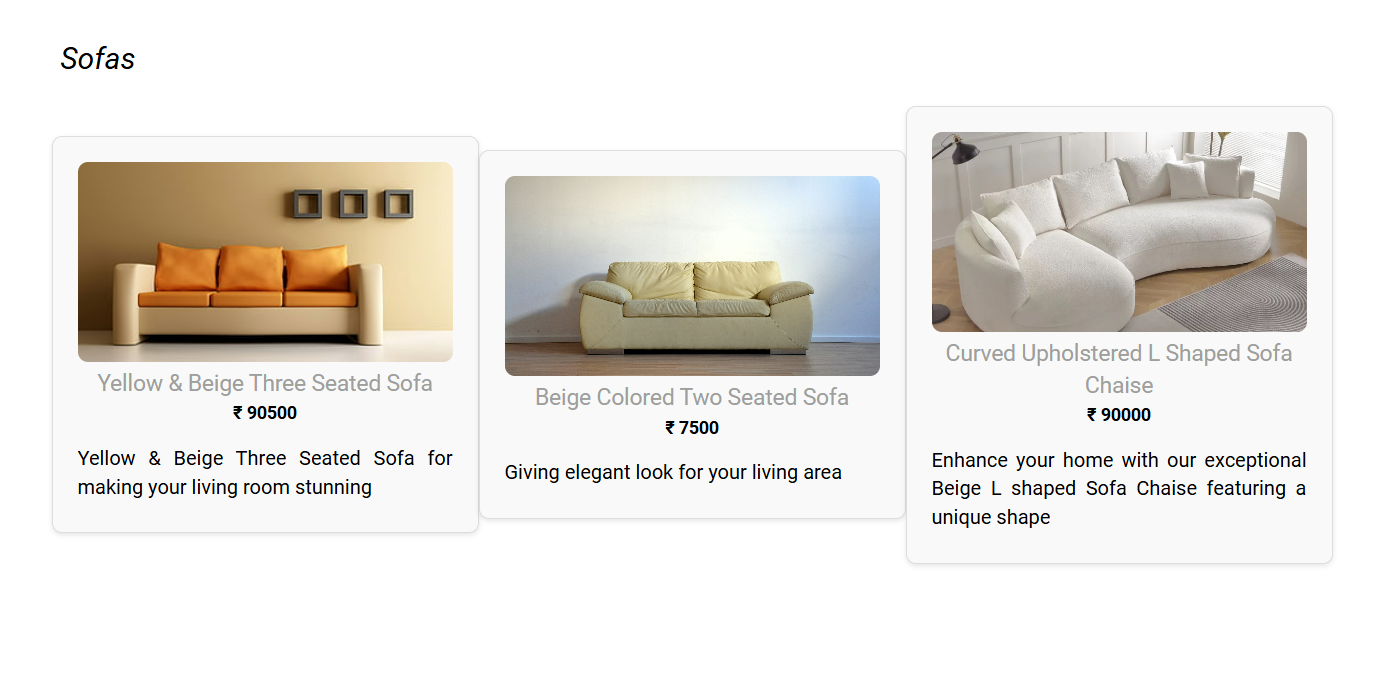 Sofas
Yellow & Beige Three Seated Sofa
₹ 90500
Yellow & Beige Three Seated Sofa for
making your living room stunning
Beige Colored Two Seated Sofa
₹ 7500
Giving elegant look for your living area
Curved Upholstered L Shaped Sofa
Chaise
₹ 90000
Enhance your home with our exceptional
Beige L shaped Sofa Chaise featuring a
unique shape